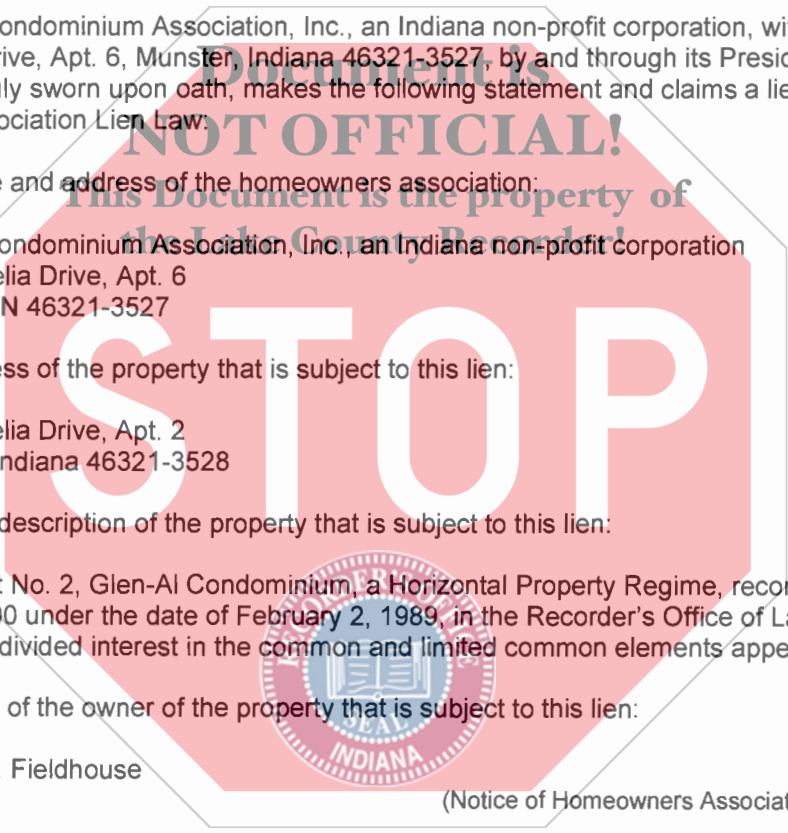 ondominium Association, Inc., an Indiana non-profit corporation, wi
rive, Apt. 6, Munster, Indiana 46321-3527, by and through its Presid
uly sworn upon oath, makes the following statement and claims a lie
sociation Lien Law:
Document is
NOT OFFICIAL!
This Document is the property of
the Lake County Recorder!
e and address of the homeowners association:
ondominium Association, Inc., an Indiana non-profit corporation
elia Drive, Apt. 6
N 46321-3527
ess of the property that is subject to this lien:
elia Drive, Apt. 2
ndiana 46321-3528
STOP
description of the property that is subject to this lien:
t No. 2, Glen-Al Condominium, a Horizontal Property Regime, recor
00 under the date of February 2, 1989, in the Recorder's Office of La
divided interest in the common and limited common elements appe
of the owner of the property that is subject to this lien:
RECORDER'S OFFICE
SEAL
INDIANA
. Fieldhouse
(Notice of Homeowners Associat